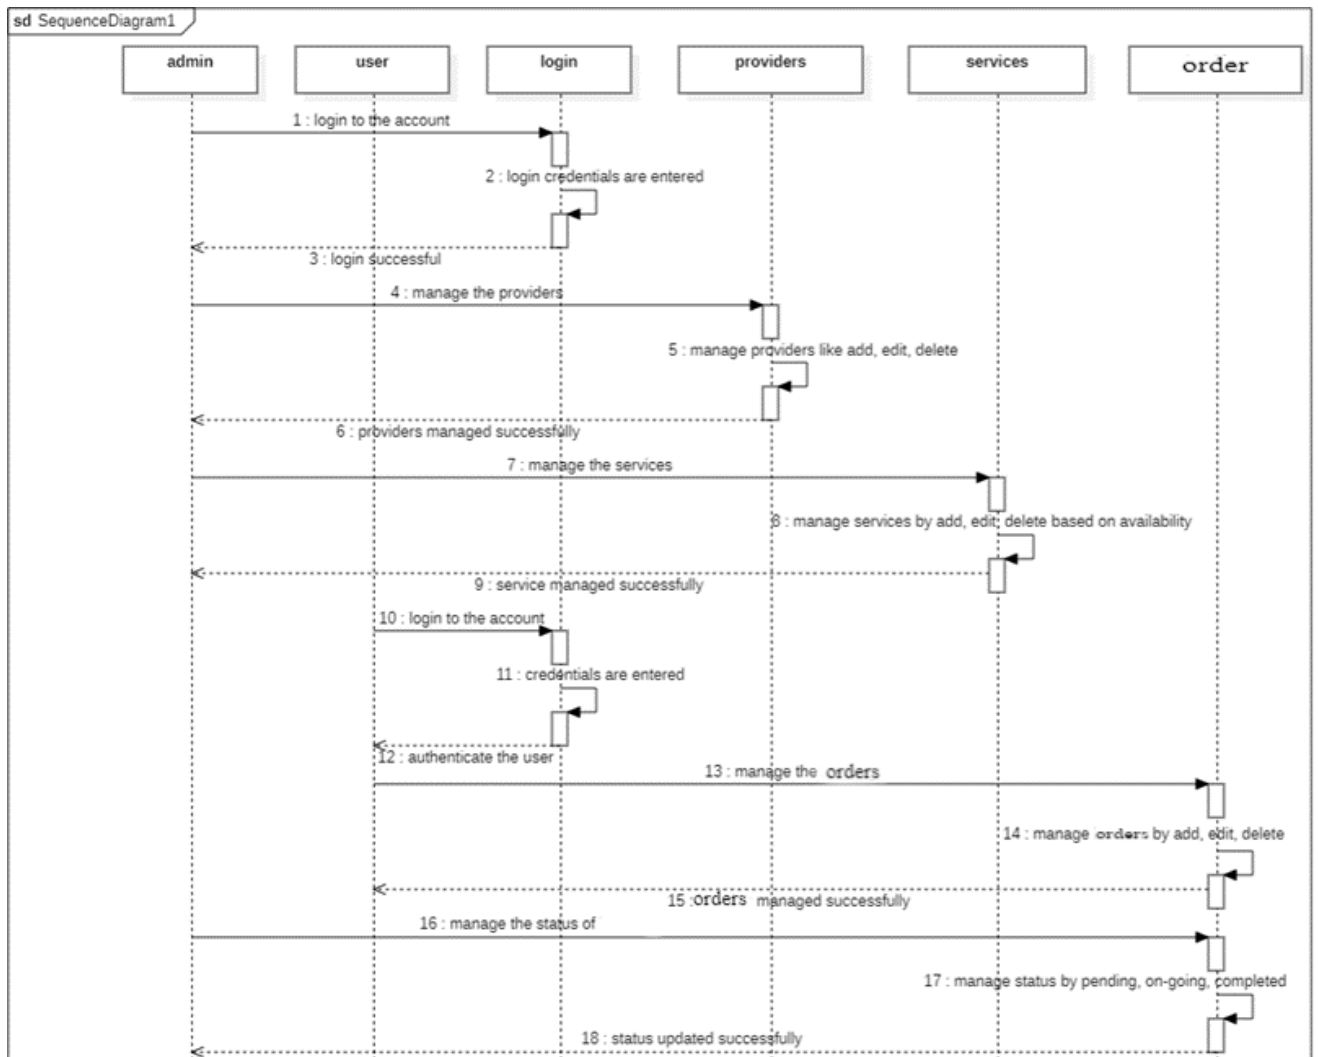 sd SequenceDiagram1
admin
user
login
providers
services
order
1 : login to the account
2 : login credentials are entered
3 : login successful
4 : manage the providers
5 : manage providers like add, edit, delete
6 : providers managed successfully
7 : manage the services
8 : manage services by add, edit, delete based on availability
9 : service managed successfully
10 : login to the account
11 : credentials are entered
12 : authenticate the user
13 : manage the orders
14 : manage orders by add, edit, delete
15 :orders managed successfully
16 : manage the status of
17 : manage status by pending, on-going, completed
18 : status updated successfully